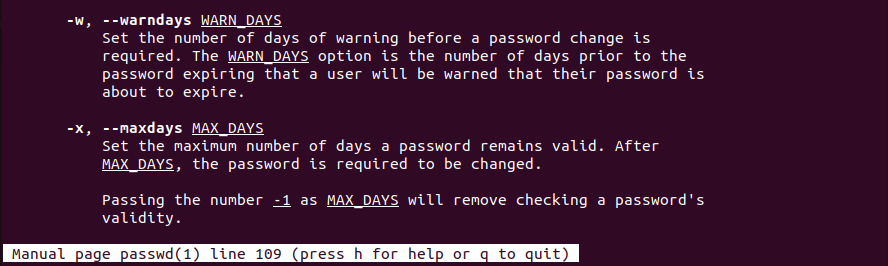 -w, --warndays WARN_DAYS
Set the number of days of warning before a password change is
required. The WARN_DAYS option is the number of days prior to the
password expiring that a user will be warned that their password is
about to expire.
-x, --maxdays MAX_DAYS
Set the maximum number of days a password remains valid. After
MAX_DAYS, the password is required to be changed.
Passing the number -1 as MAX_DAYS will remove checking a password's
validity.
Manual page passwd(1) line 109 (press h for help or q to quit)